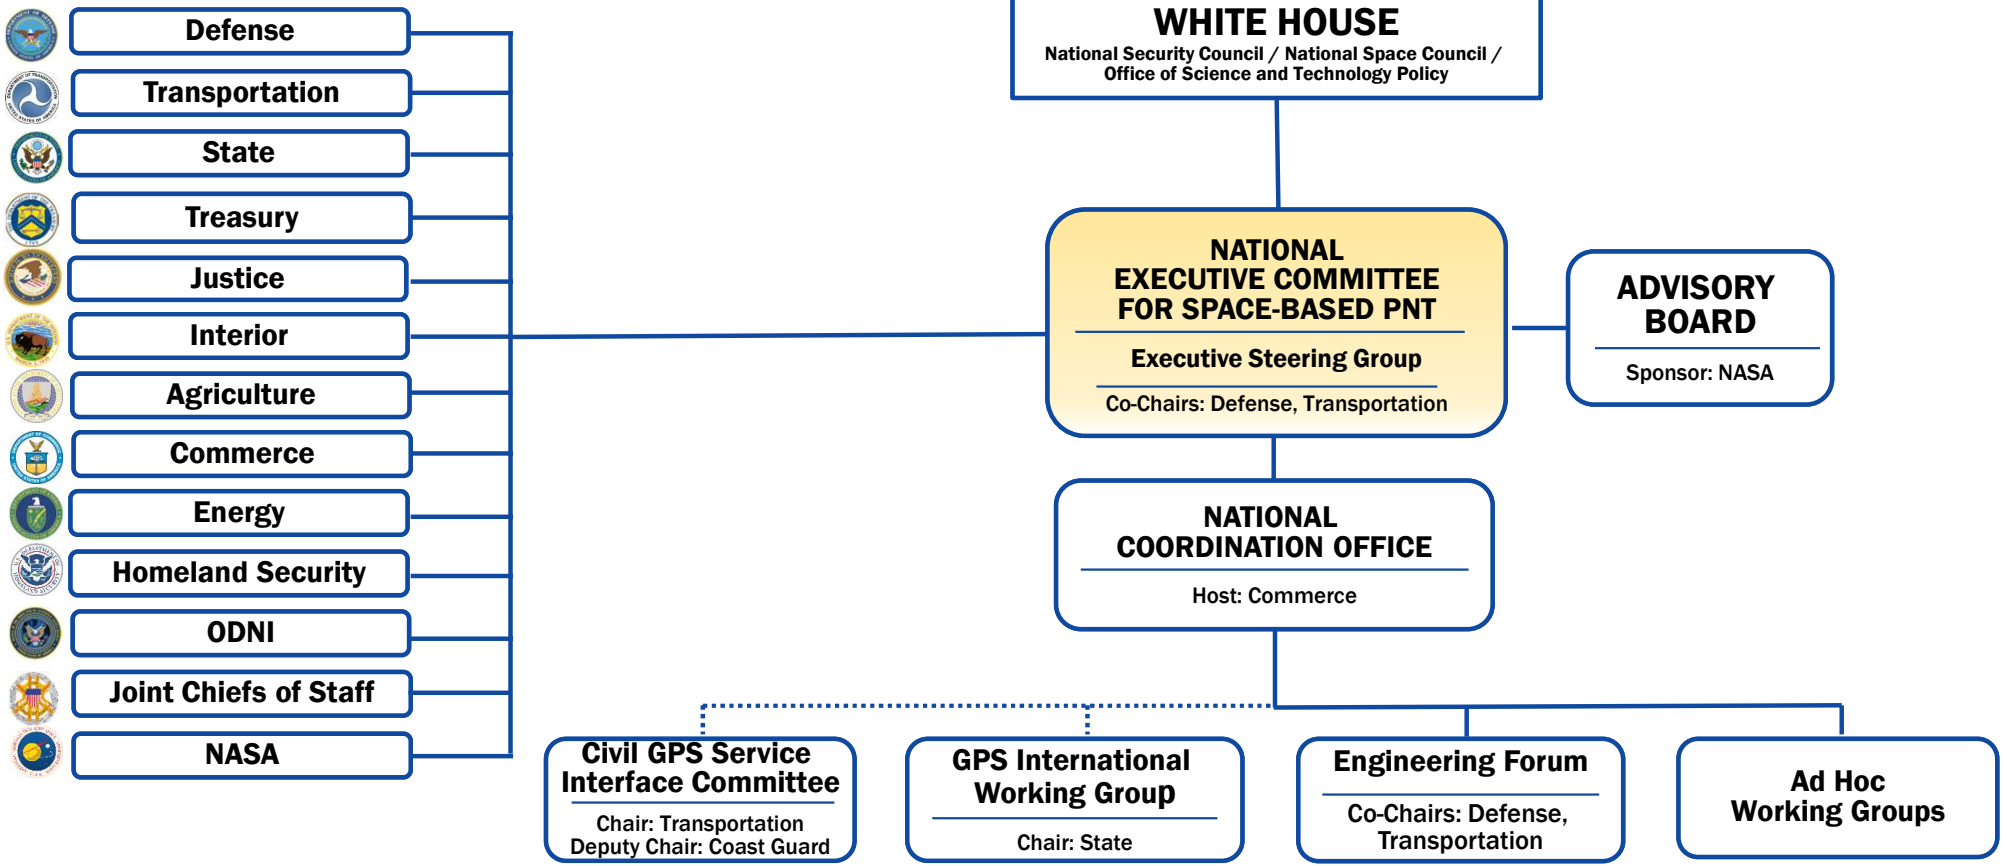 Defense
Transportation
State
Treasury
Justice
Interior
Agriculture
Commerce
Energy
Homeland Security
ODNI
Joint Chiefs of Staff
NASA
WHITE HOUSE
National Security Council / National Space Council /
Office of Science and Technology Policy
NATIONAL
EXECUTIVE COMMITTEE
FOR SPACE-BASED PNT
Executive Steering Group
Co-Chairs: Defense, Transportation
ADVISORY
BOARD
Sponsor: NASA
NATIONAL
COORDINATION OFFICE
Host: Commerce
Civil GPS Service
Interface Committee
Chair: Transportation
Deputy Chair: Coast Guard
GPS International
Working Group
Chair: State
Engineering Forum
Co-Chairs: Defense,
Transportation
Ad Hoc
Working Groups